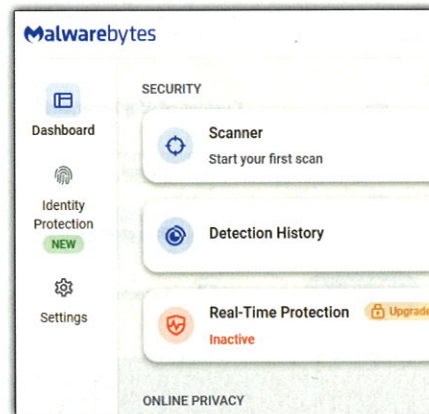 Malwarebytes
Dashboard
Identity
Protection
NEW
Settings
SECURITY
Scanner
Start your first scan
Detection History
Real-Time Protection
Upgrade
Inactive
ONLINE PRIVACY